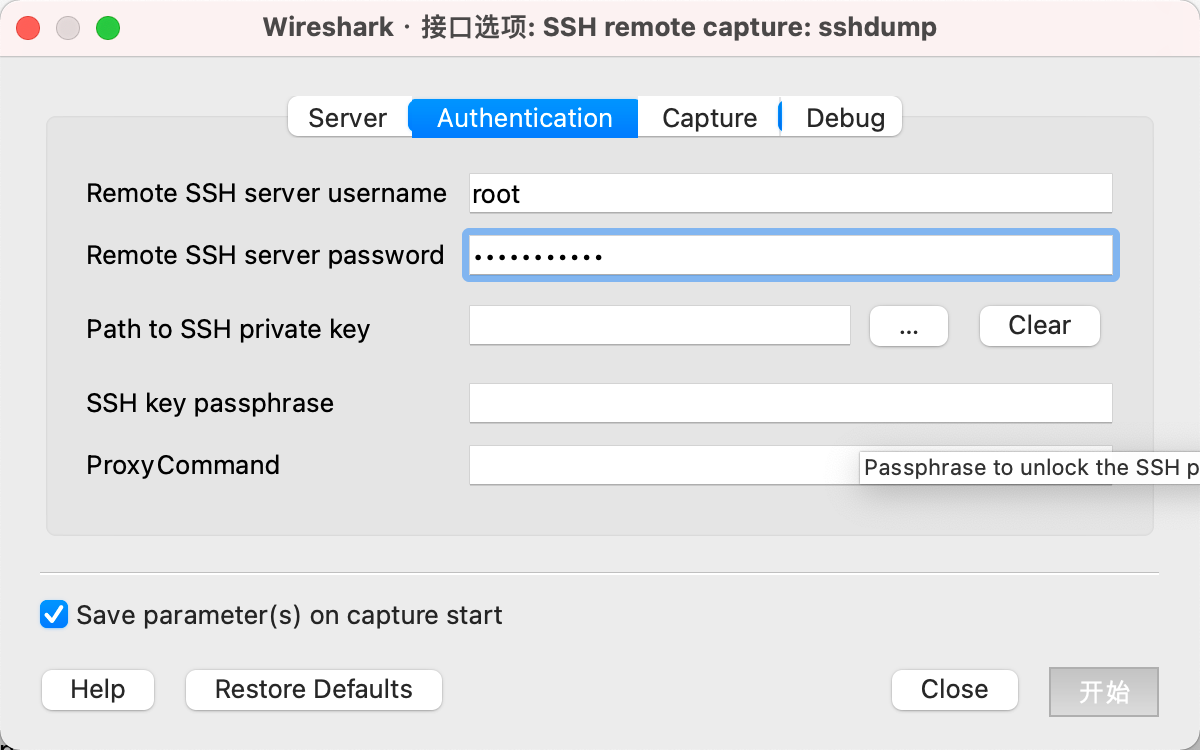 Wireshark · 接口选项: SSH remote capture: sshdump
Server Authentication Capture Debug
Remote SSH server username root
Remote SSH server password •••••••••••
Path to SSH private key ... Clear
SSH key passphrase
ProxyCommand
Passphrase to unlock the SSH p
Save parameter(s) on capture start
Help Restore Defaults Close 开始